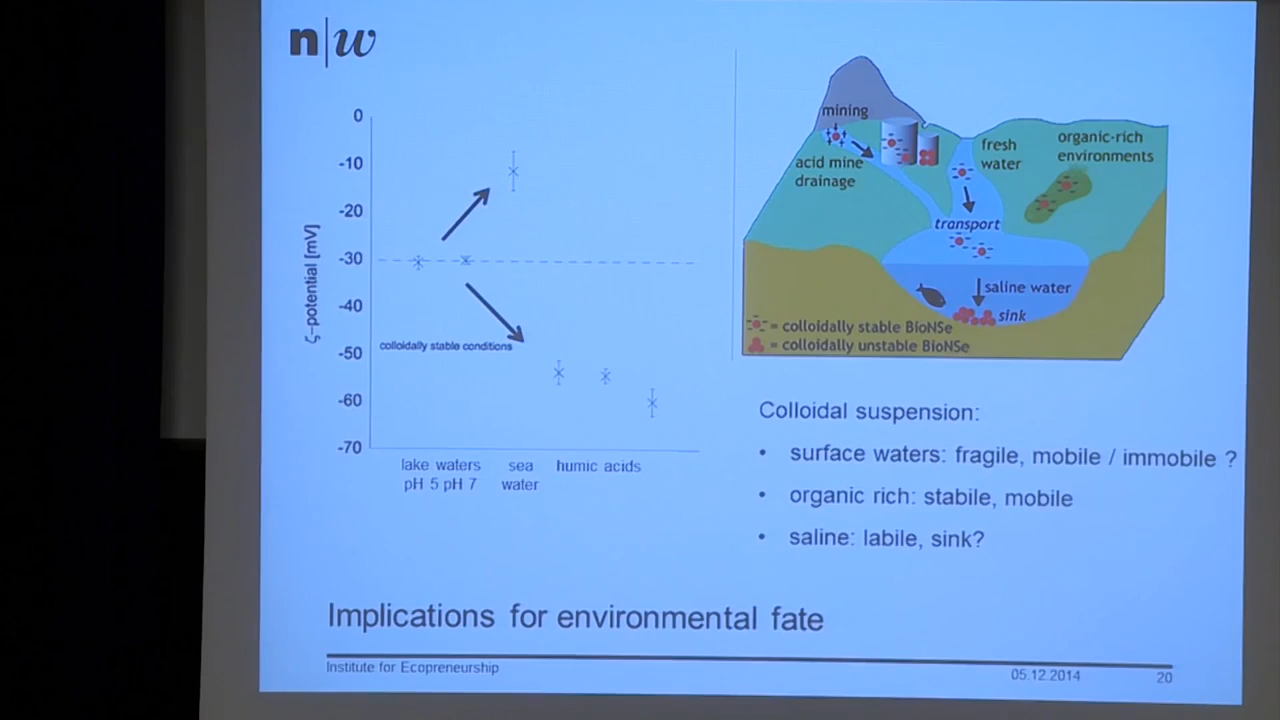 n|w
0
-10
-20
-30
-40
-50
-60
-70
ζ–potential [mV]
colloidally stable conditions
lake waters
pH 5 pH 7
sea
water
humic acids
mining
acid mine
drainage
fresh
water
organic-rich
environments
transport
saline water
sink
= colloidally stable BioNSe
= colloidally unstable BioNSe
Colloidal suspension:
• surface waters: fragile, mobile / immobile ?
• organic rich: stabile, mobile
• saline: labile, sink?
Implications for environmental fate
Institute for Ecopreneurship
05.12.2014
20